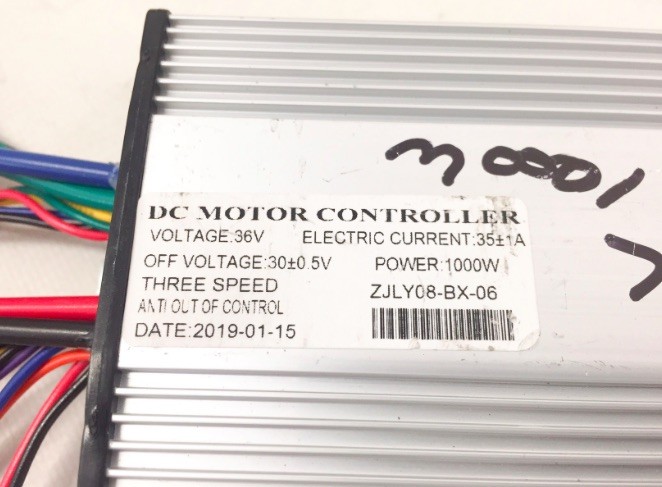 1000 W
DC MOTOR CONTROLLER
VOLTAGE:36V ELECTRIC CURRENT:35±1A
OFF VOLTAGE:30±0.5V POWER:1000W
THREE SPEED ZJLY08-BX-06
ANTI OUT OF CONTROL
DATE:2019-01-15